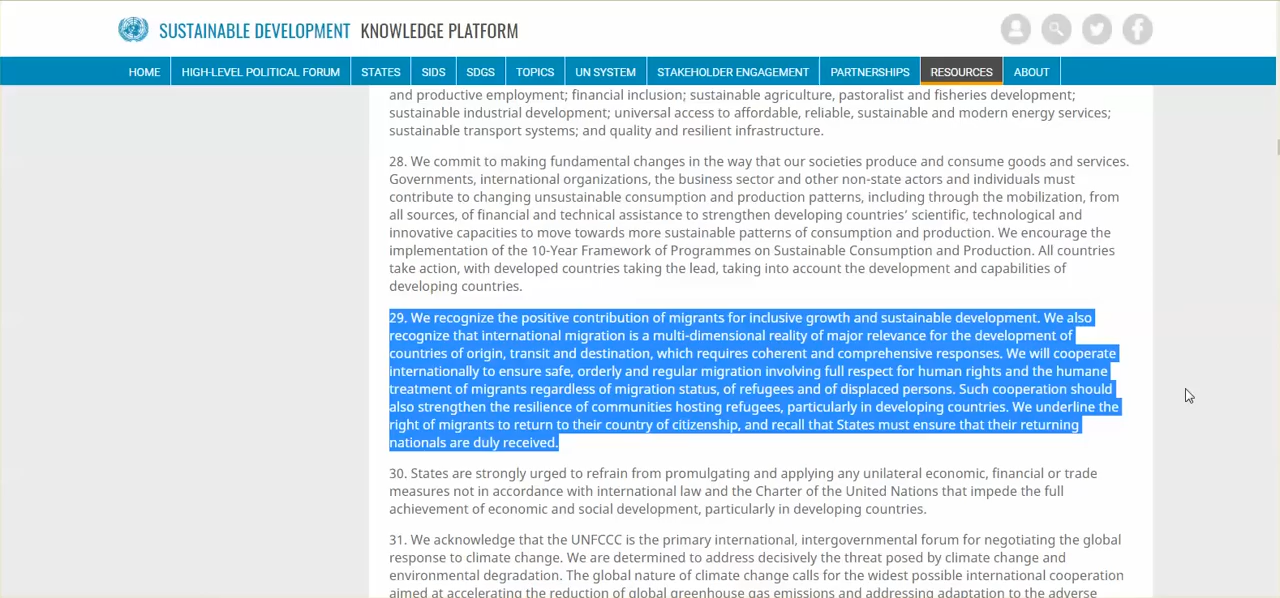 SUSTAINABLE DEVELOPMENT KNOWLEDGE PLATFORM
HOME HIGH-LEVEL POLITICAL FORUM STATES SIDS SDGS TOPICS UN SYSTEM STAKEHOLDER ENGAGEMENT PARTNERSHIPS RESOURCES ABOUT
and productive employment; financial inclusion; sustainable agriculture, pastoralist and fisheries development;
sustainable industrial development; universal access to affordable, reliable, sustainable and modern energy services;
sustainable transport systems; and quality and resilient infrastructure.
28. We commit to making fundamental changes in the way that our societies produce and consume goods and services.
Governments, international organizations, the business sector and other non-state actors and individuals must
contribute to changing unsustainable consumption and production patterns, including through the mobilization, from
all sources, of financial and technical assistance to strengthen developing countries' scientific, technological and
innovative capacities to move towards more sustainable patterns of consumption and production. We encourage the
implementation of the 10-Year Framework of Programmes on Sustainable Consumption and Production. All countries
take action, with developed countries taking the lead, taking into account the development and capabilities of
developing countries.
29. We recognize the positive contribution of migrants for inclusive growth and sustainable development. We also
recognize that international migration is a multi-dimensional reality of major relevance for the development of
countries of origin, transit and destination, which requires coherent and comprehensive responses. We will cooperate
internationally to ensure safe, orderly and regular migration involving full respect for human rights and the humane
treatment of migrants regardless of migration status, of refugees and of displaced persons. Such cooperation should
also strengthen the resilience of communities hosting refugees, particularly in developing countries. We underline the
right of migrants to return to their country of citizenship, and recall that States must ensure that their returning
nationals are duly received.
30. States are strongly urged to refrain from promulgating and applying any unilateral economic, financial or trade
measures not in accordance with international law and the Charter of the United Nations that impede the full
achievement of economic and social development, particularly in developing countries.
31. We acknowledge that the UNFCCC is the primary international, intergovernmental forum for negotiating the global
response to climate change. We are determined to address decisively the threat posed by climate change and
environmental degradation. The global nature of climate change calls for the widest possible international cooperation
aimed at accelerating the reduction of global greenhouse gas emissions and addressing adaptation to the adverse